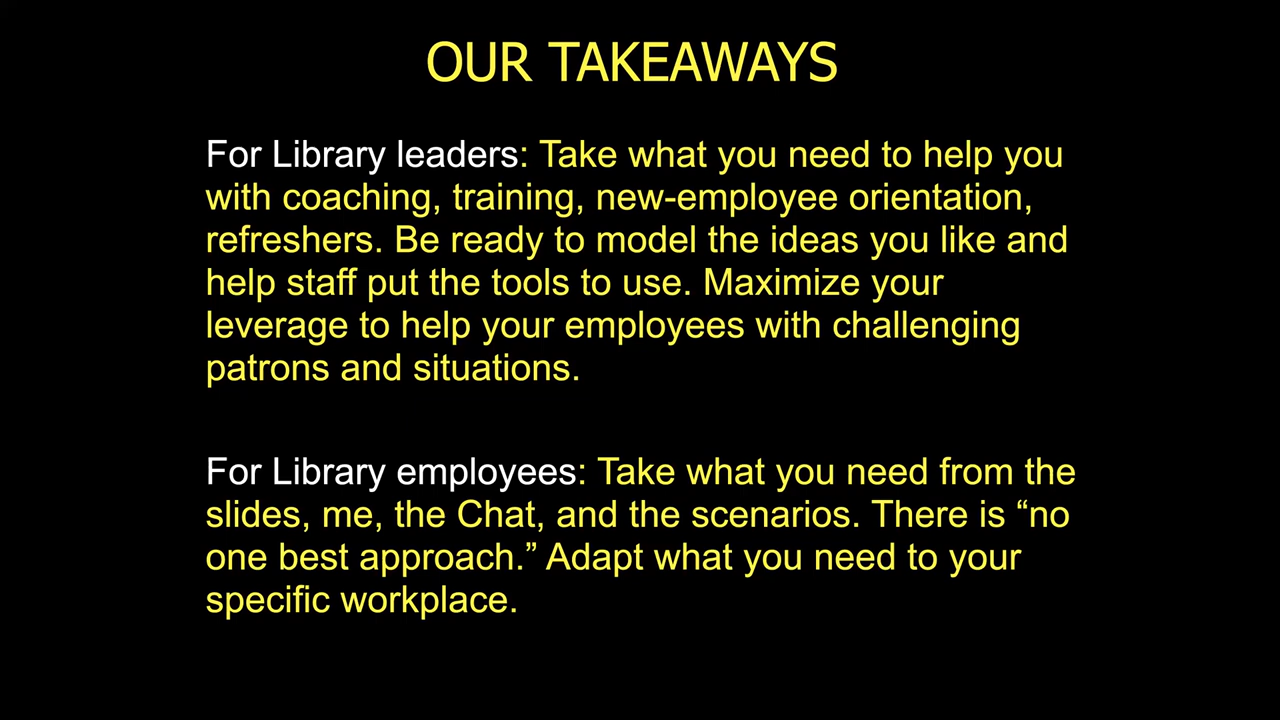 OUR TAKEAWAYS
For Library leaders: Take what you need to help you
with coaching, training, new-employee orientation,
refreshers. Be ready to model the ideas you like and
help staff put the tools to use. Maximize your
leverage to help your employees with challenging
patrons and situations.
For Library employees: Take what you need from the
slides, me, the Chat, and the scenarios. There is “no
one best approach.” Adapt what you need to your
specific workplace.